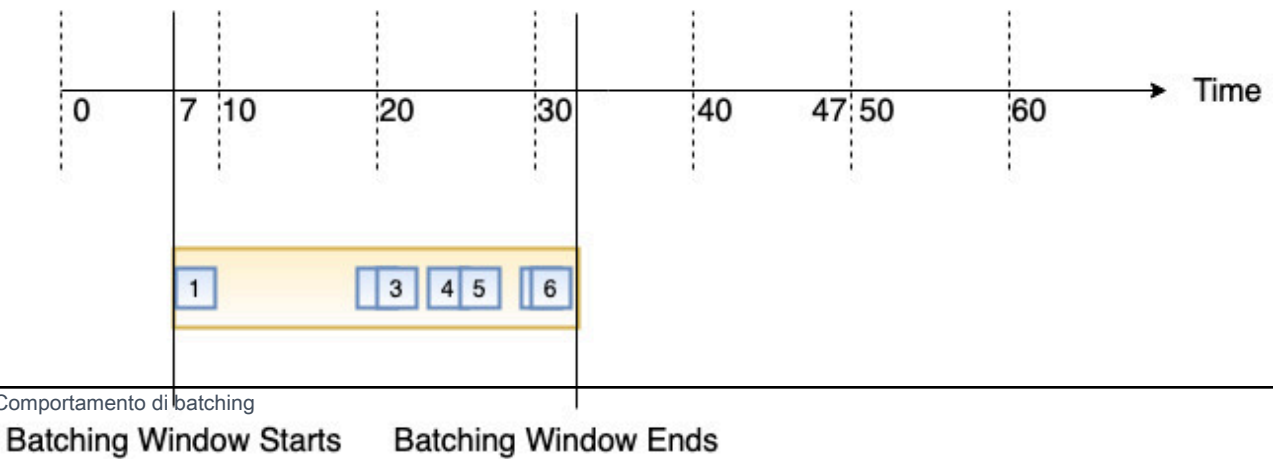 0 7 10 20 30 40 47 50 60 Time
1 3 4 5 6
Comportamento di batching
Batching Window Starts Batching Window Ends